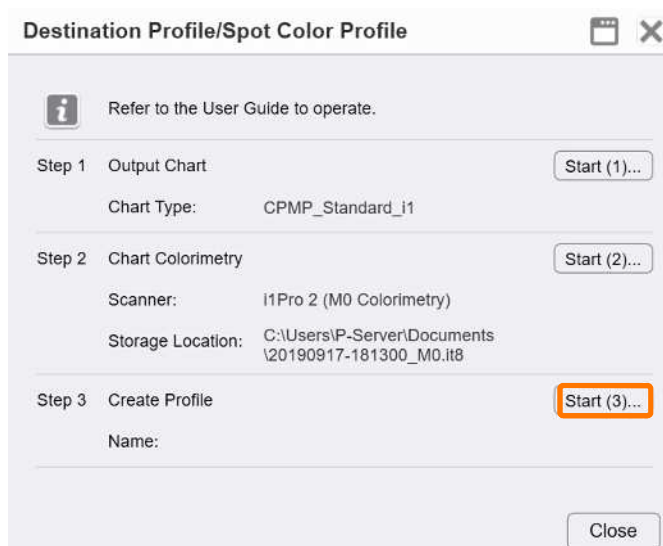 Destination Profile/Spot Color Profile
Refer to the User Guide to operate.
Step 1 Output Chart Start (1)...
Chart Type: CPMP_Standard_i1
Step 2 Chart Colorimetry Start (2)...
Scanner: i1Pro 2 (M0 Colorimetry)
Storage Location: C:\Users\P-Server\Documents
\20190917-181300_M0.it8
Step 3 Create Profile Start (3)...
Name:
Close